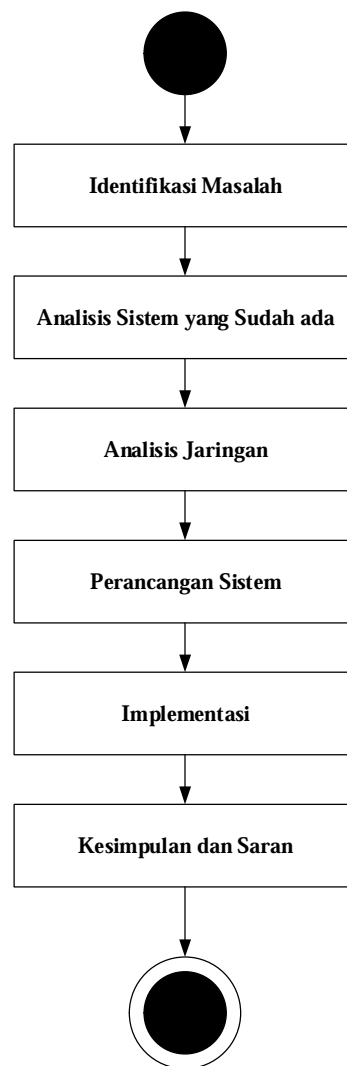 Identifikasi Masalah
Analisis Sistem yang Sudah ada
Analisis Jaringan
Perancangan Sistem
Implementasi
Kesimpulan dan Saran